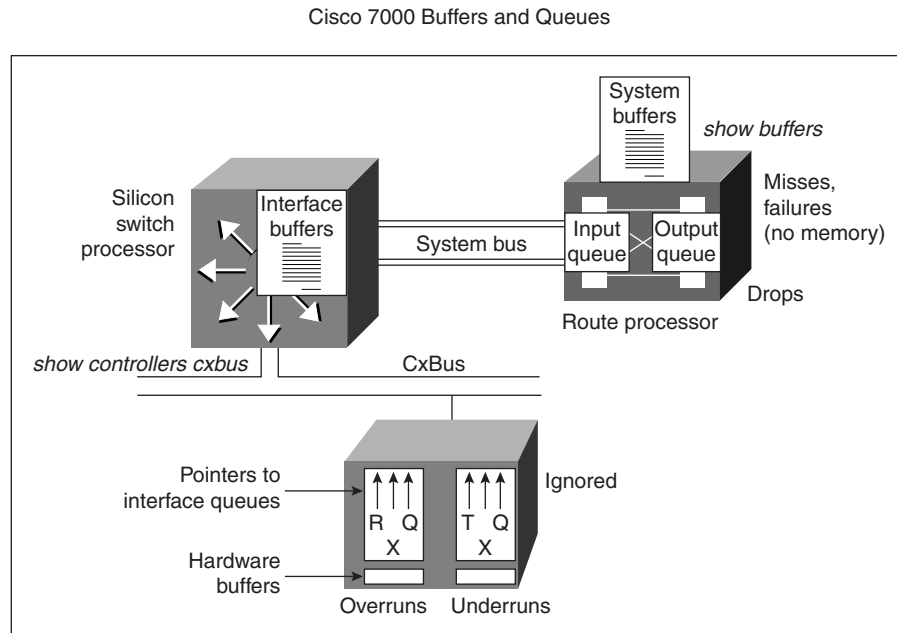 Cisco 7000 Buffers and Queues
System
buffers
show buffers
Silicon
switch
processor
Interface
buffers
System bus
Input
queue
Output
queue
Misses,
failures
(no memory)
Drops
Route processor
show controllers cxbus
CxBus
Pointers to
interface queues
R Q
X
T Q
X
Ignored
Hardware
buffers
Overruns
Underruns